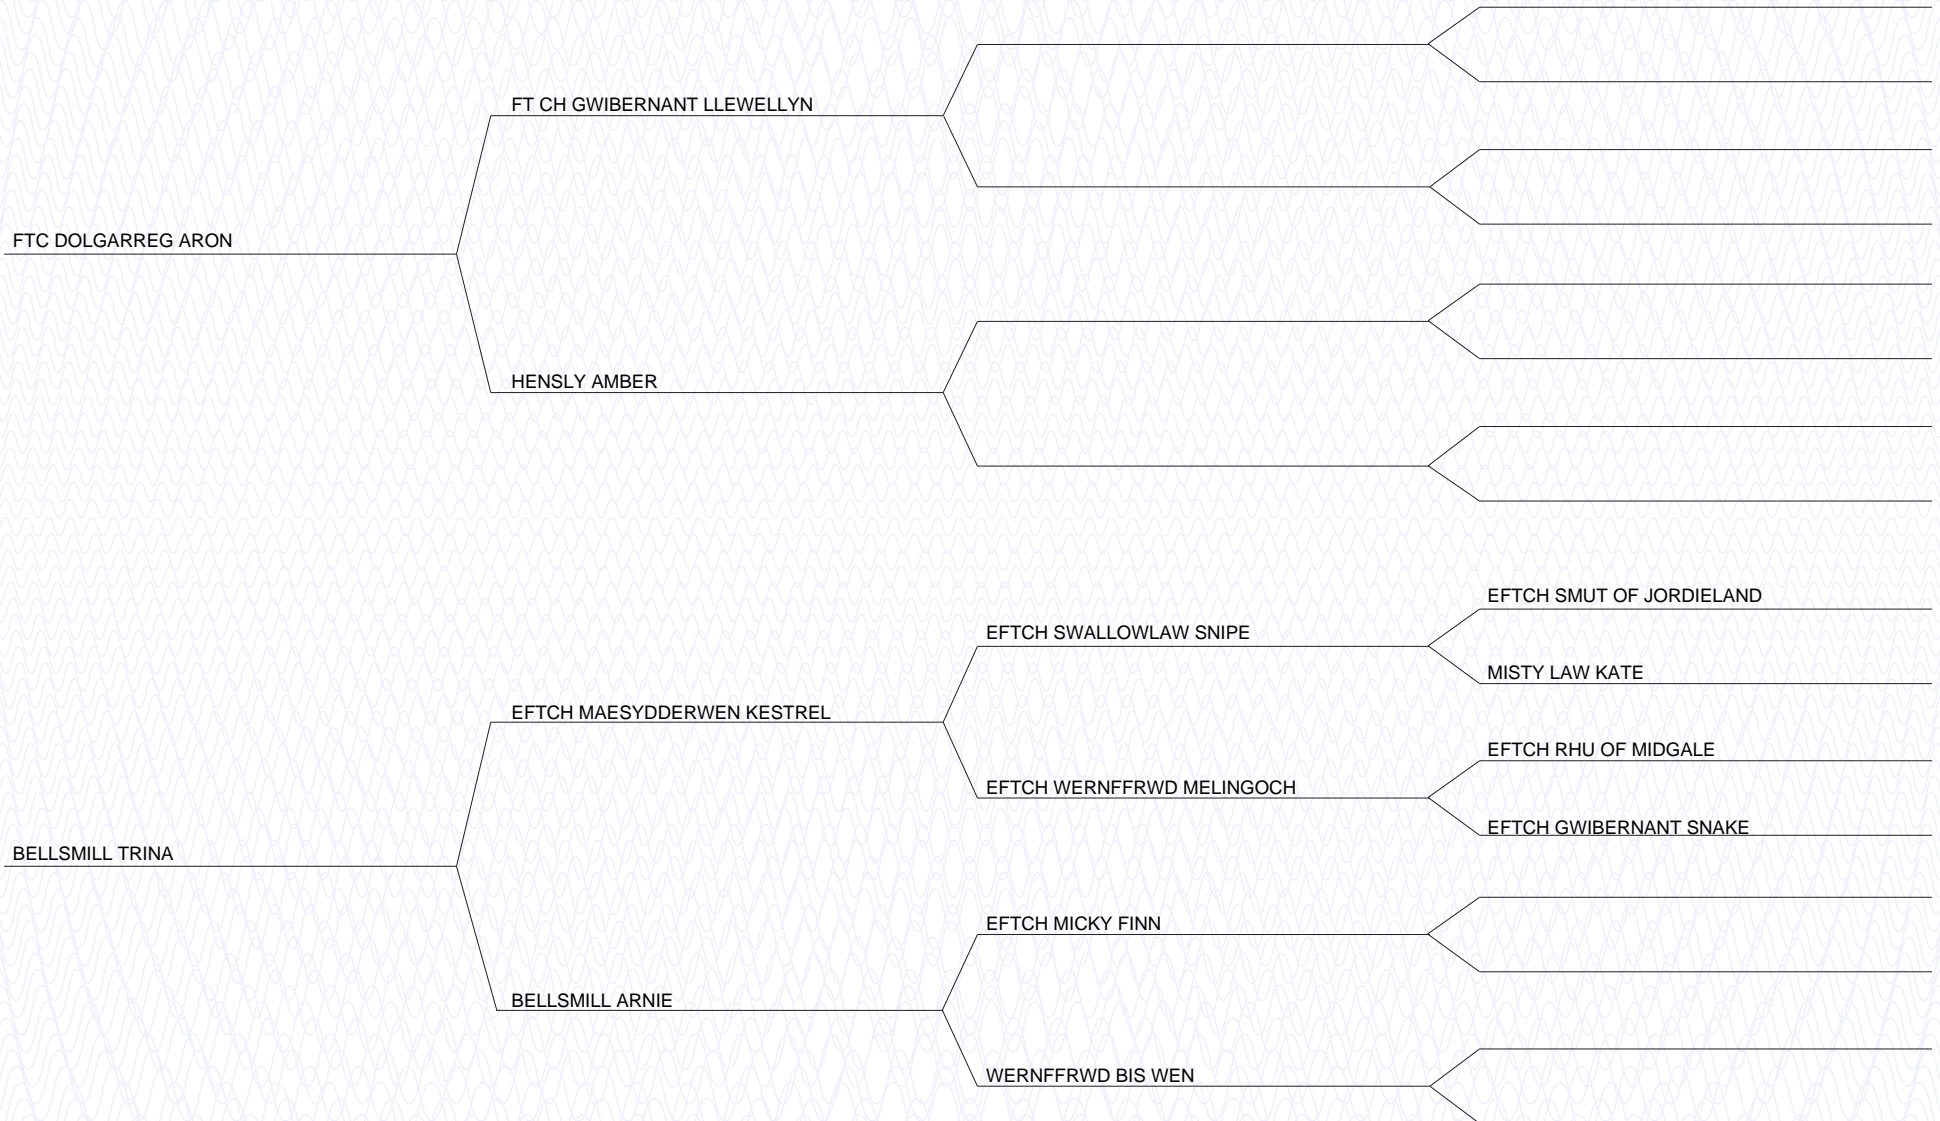 FT CH GWIBERNANT LLEWELLYN
FTC DOLGARREG ARON
HENSLY AMBER
EFTCH SMUT OF JORDIELAND
EFTCH SWALLOWLAW SNIPE
MISTY LAW KATE
EFTCH MAESYDDERWEN KESTREL
EFTCH RHU OF MIDGALE
EFTCH WERNFFRWD MELINGOCH
EFTCH GWIBERNANT SNAKE
BELLSMILL TRINA
EFTCH MICKY FINN
BELLSMILL ARNIE
WERNFFRWD BIS WEN